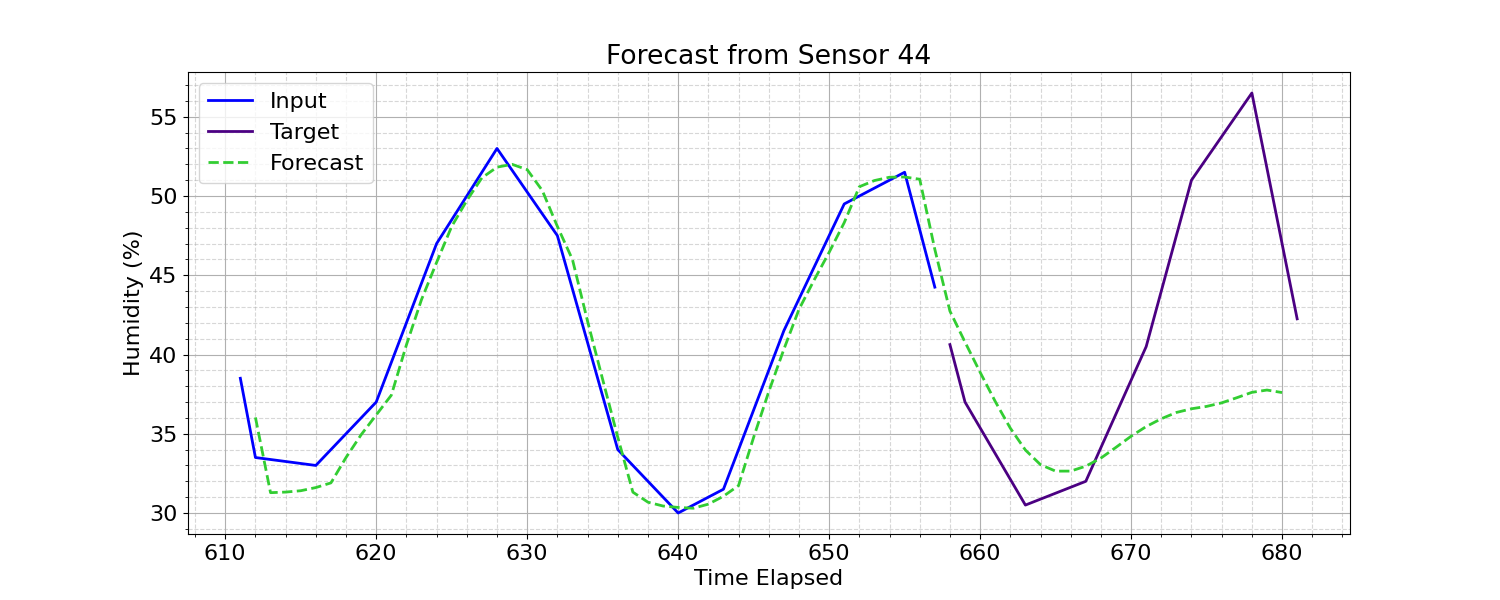 Forecast from Sensor 44
Input
Target
Forecast
Humidity (%)
55
50
45
40
35
30
610 620 630 640 650 660 670 680
Time Elapsed